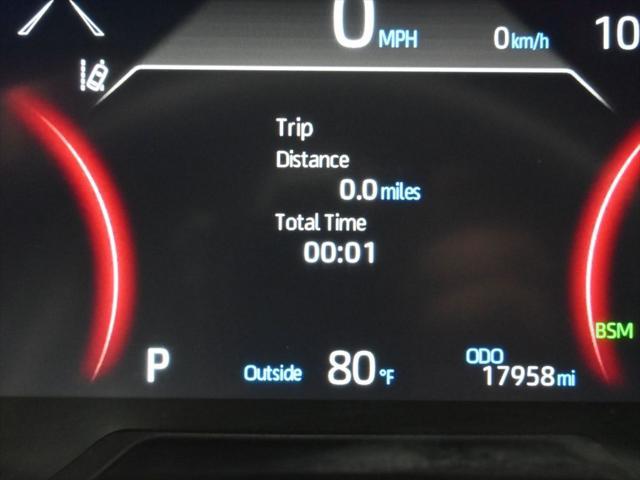 0 MPH 0 km/h 10
Trip
Distance
0.0 miles
Total Time
00:01
BSM
P Outside 80 °F ODO
17958 mi